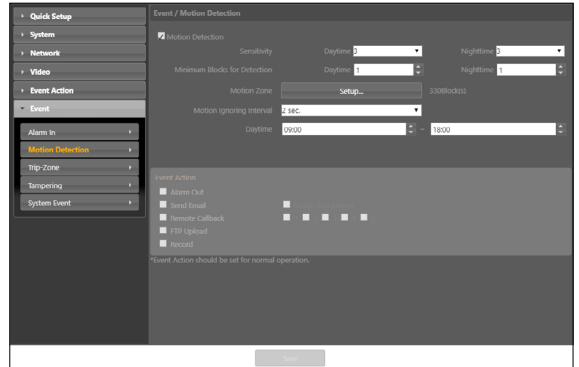 Quick Setup
System
Network
Video
Event Action
Event
Alarm In
Motion Detection
Trip-Zone
Tampering
System Event
Event / Motion Detection
Motion Detection
Sensitivity Daytime 3 Nighttime 3
Minimum Blocks for Detection Daytime 1 Nighttime 1
Motion Zone Setup... 330Block(s)
Motion Ignoring Interval 2 sec.
Daytime 09:00 ~ 18:00
Event Action
Alarm Out
Send Email
Remote Callback
FTP Upload
Record
*Event Action should be set for normal operation.
Save